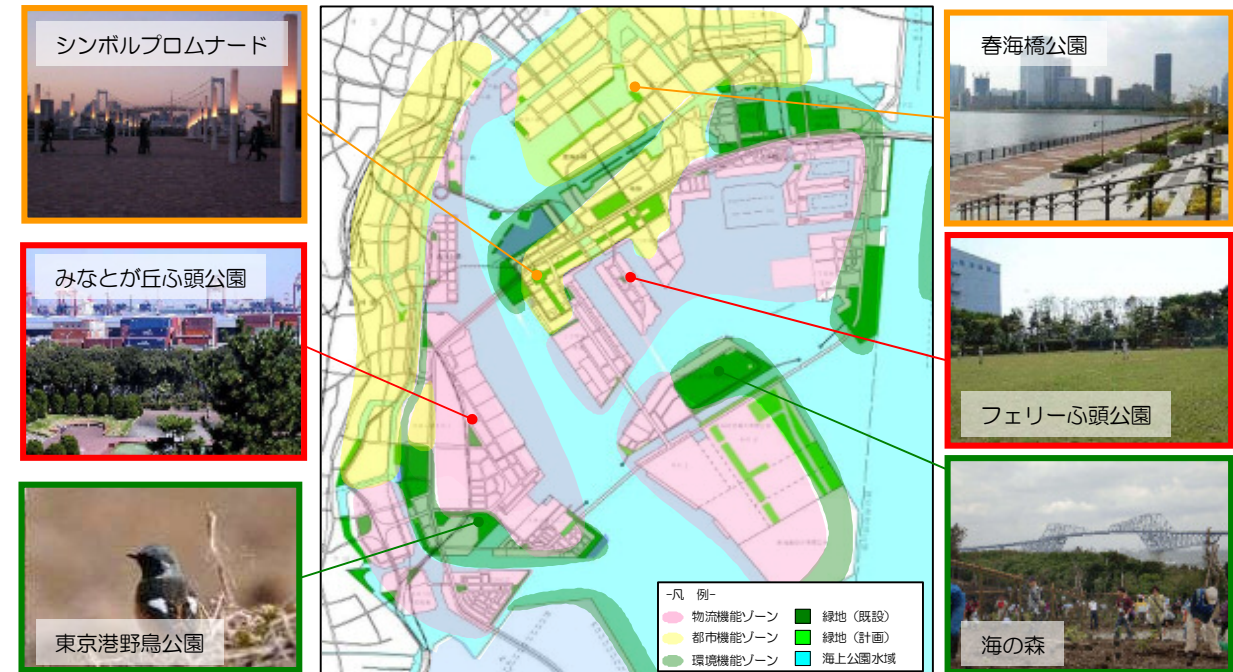 シンボルプロムナード
春海橋公園
みなとが丘ふ頭公園
フェリーふ頭公園
東京港野鳥公園
海の森
-凡 例-
物流機能ゾーン
緑地（既設）
都市機能ゾーン
緑地（計画）
環境機能ゾーン
海上公園水域